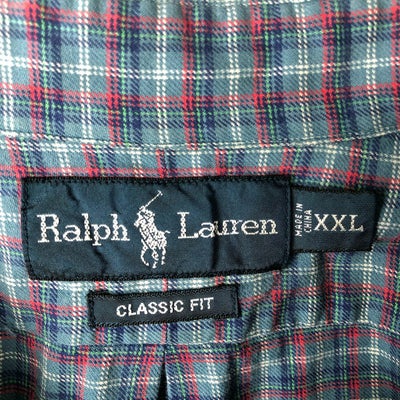 Ralph Lauren
MADE IN
CHINA
XXL
CLASSIC FIT